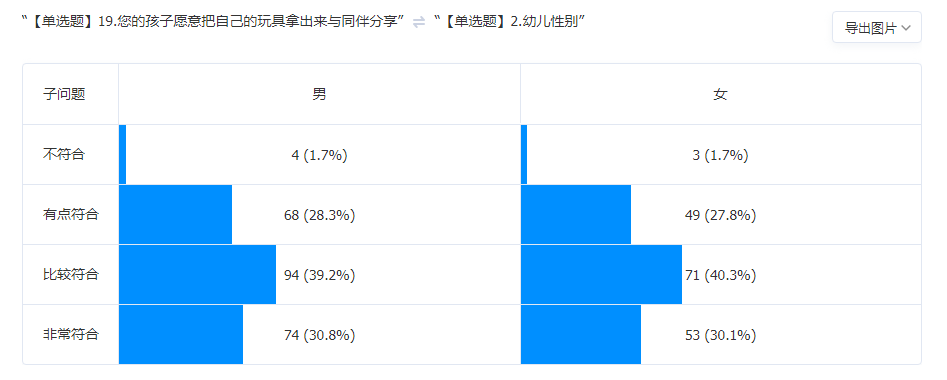 “【单选题】19.您的孩子愿意把自己的玩具拿出来与同伴分享” ⇌ “【单选题】2.幼儿性别”
导出图片
子问题 男 女
不符合 4 (1.7%) 3 (1.7%)
有点符合 68 (28.3%) 49 (27.8%)
比较符合 94 (39.2%) 71 (40.3%)
非常符合 74 (30.8%) 53 (30.1%)